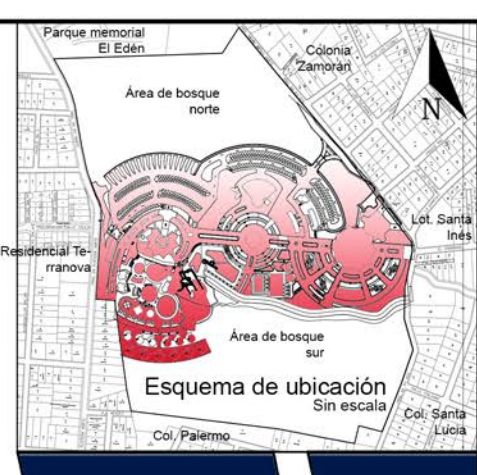 Parque memorial
El Edén
Colonia
Zamorán
Área de bosque
norte
N
Lot. Santa
Inés
Residencial Te-
rranova
Área de bosque
sur
Esquema de ubicación
Sin escala
Col. Santa
Lucía
Col. Palermo